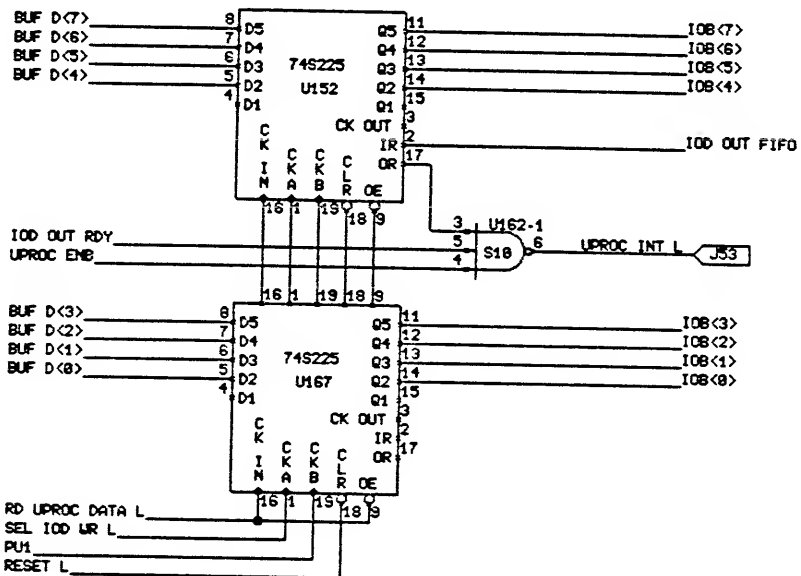 BUF D<7> 8 D5 Q5 11 IOB<7>
BUF D<6> 7 D4 Q4 12 IOB<6>
BUF D<5> 6 D3 74S225 Q3 13 IOB<5>
BUF D<4> 5 D2 U152 Q2 14 IOB<4>
4 D1 Q1 15
CK OUT 3
IR 2 IOD OUT FIFO
OR 17
CK IN CKA CKB CLR OE
16 1 19 18 9
3 U162-1
IOD OUT RDY 5 S10 6 UPROC INT L J53
UPROC ENB 4
16 1 19 18 9
BUF D<3> 8 D5 Q5 11 IOB<3>
BUF D<2> 7 D4 Q4 12 IOB<2>
BUF D<1> 6 D3 74S225 Q3 13 IOB<1>
BUF D<0> 5 D2 U167 Q2 14 IOB<0>
4 D1 Q1 15
CK OUT 3
IR 2
OR 17
CK IN CKA CKB CLR OE
16 1 19 18 9
RD UPROC DATA L
SEL IOD WR L
PU1
RESET L